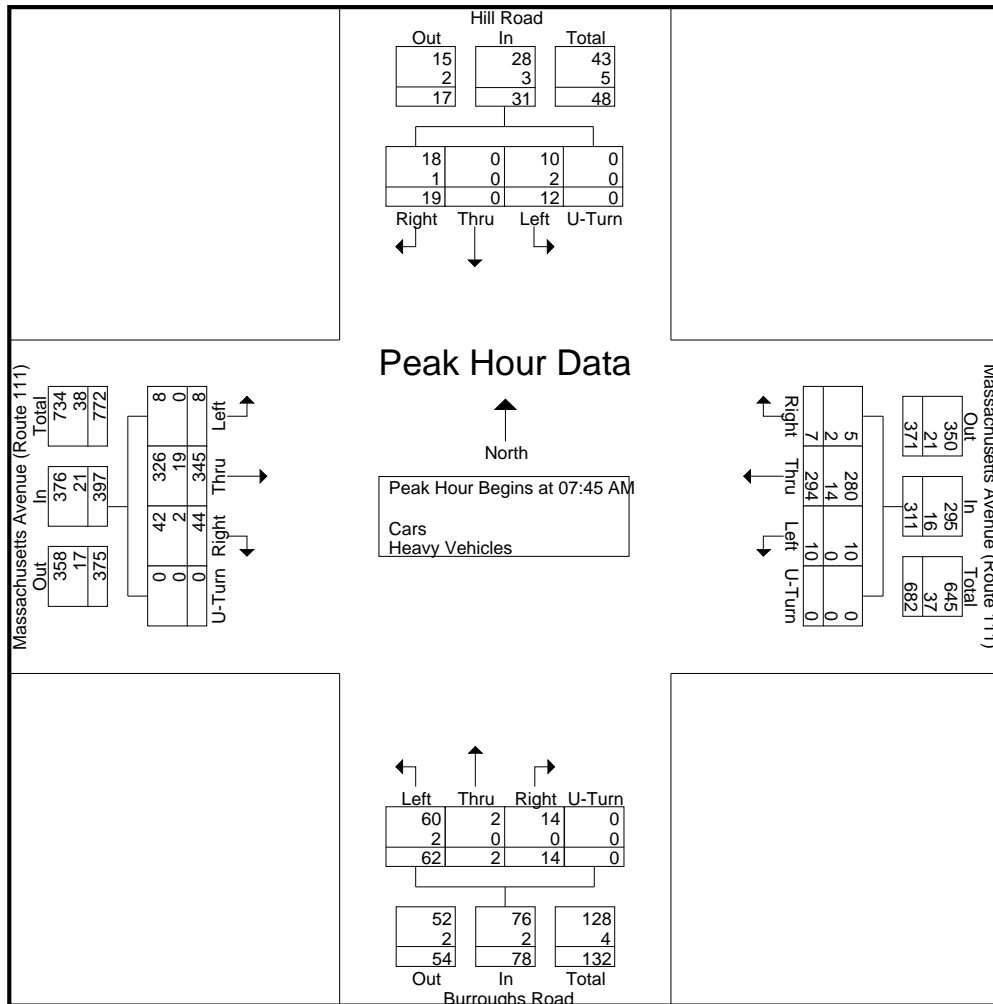 Hill Road
Out In Total
15 28 43
2 3 5
17 31 48
18 0 10 0
1 0 2 0
19 0 12 0
Right Thru Left U-Turn
Peak Hour Data
North
Peak Hour Begins at 07:45 AM
Cars
Heavy Vehicles
Massachusetts Avenue (Route 111)
Out In Total
358 376 734
17 21 38
375 397 772
8 326 42 0
0 19 2 0
8 345 44 0
Left Thru Right U-Turn
Massachusetts Avenue (Route 111)
Out In Total
350 295 645
21 16 37
371 311 682
5 280 10 0
2 14 0 0
7 294 10 0
Right Thru Left U-Turn
Left Thru Right U-Turn
60 2 14 0
2 0 0 0
62 2 14 0
52 76 128
2 2 4
54 78 132
Out In Total
Burroughs Road